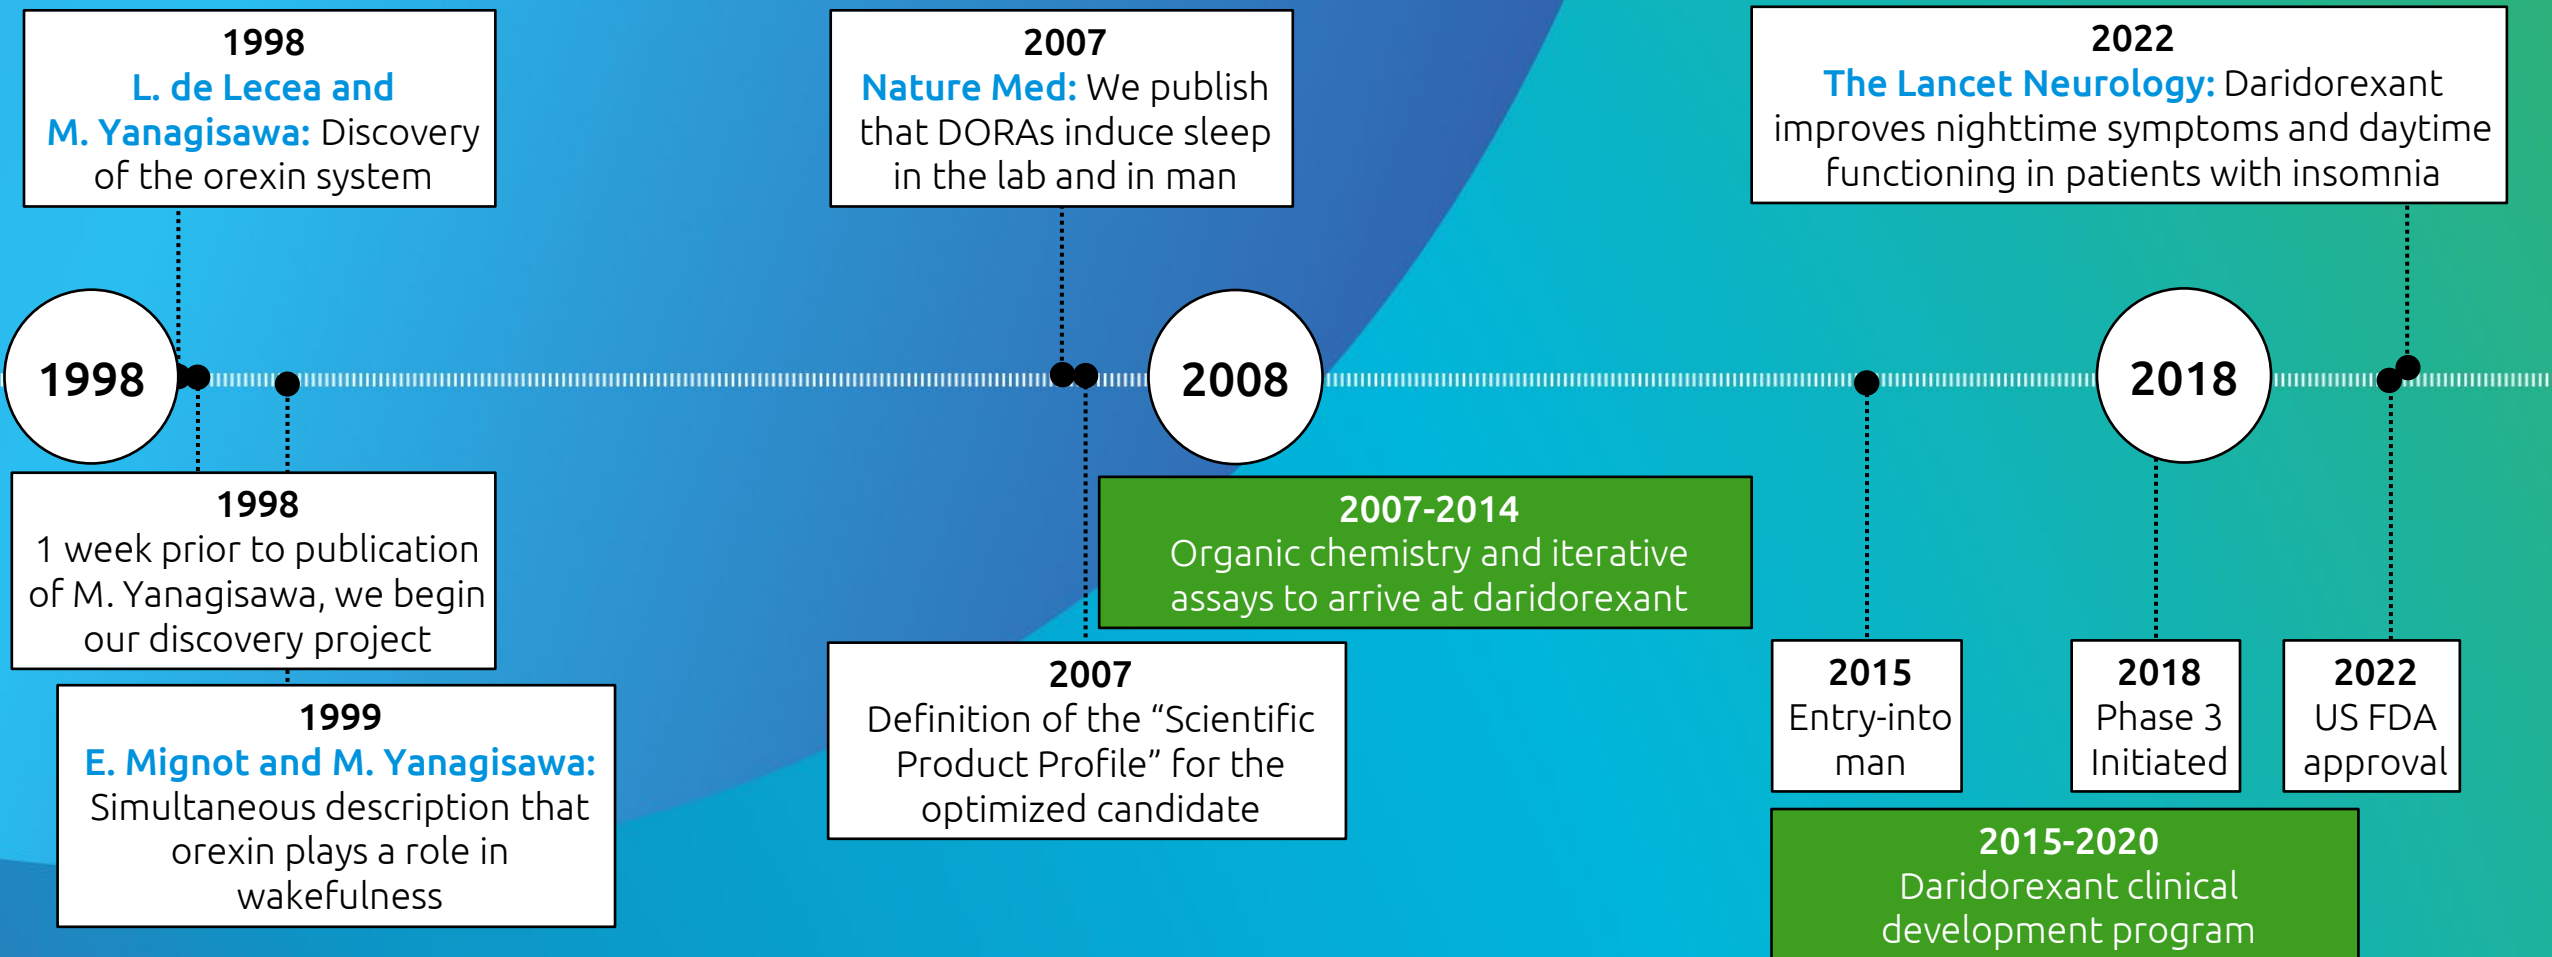 1998
L. de Lecea and
M. Yanagisawa: Discovery
of the orexin system
2007
Nature Med: We publish
that DORAs induce sleep
in the lab and in man
2022
The Lancet Neurology: Daridorexant
improves nighttime symptoms and daytime
functioning in patients with insomnia
1998
2008
2018
1998
1 week prior to publication
of M. Yanagisawa, we begin
our discovery project
1999
E. Mignot and M. Yanagisawa:
Simultaneous description that
orexin plays a role in
wakefulness
2007
Definition of the “Scientific
Product Profile” for the
optimized candidate
2007-2014
Organic chemistry and iterative
assays to arrive at daridorexant
2015
Entry-into
man
2018
Phase 3
Initiated
2022
US FDA
approval
2015-2020
Daridorexant clinical
development program